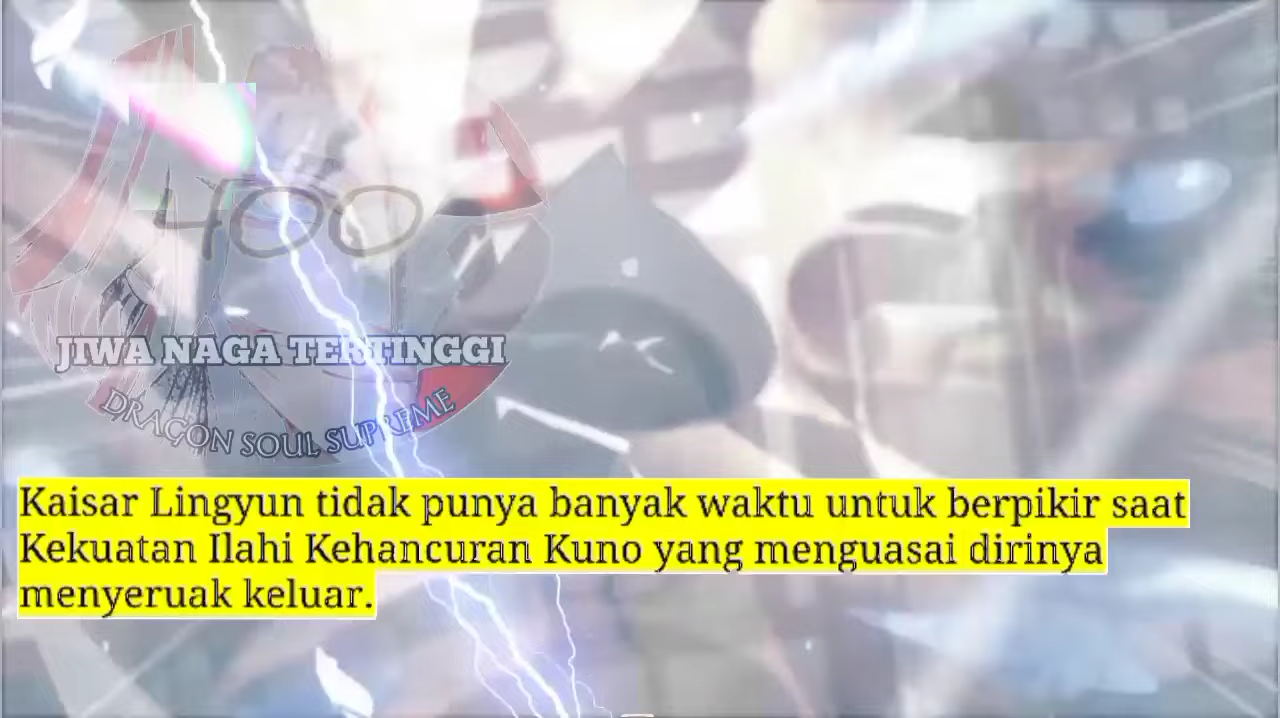 400
JIWA NAGA TERTINGGI
DRAGON SOUL SUPREME
Kaisar Lingyun tidak punya banyak waktu untuk berpikir saat
Kekuatan Ilahi Kehancuran Kuno yang menguasai dirinya
menyeruak keluar.